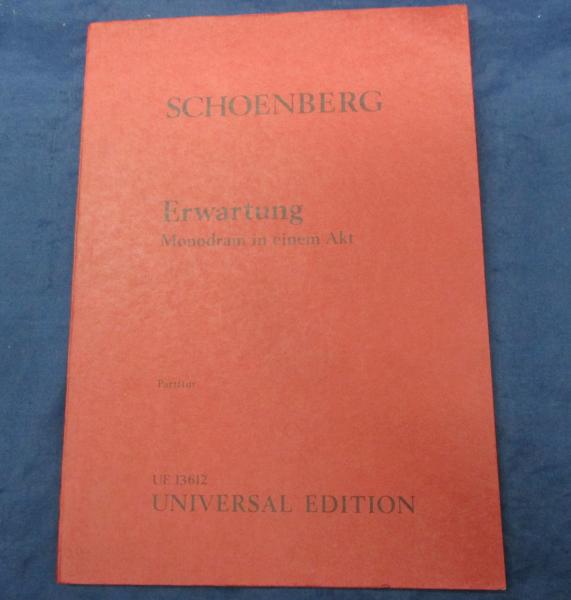 SCHOENBERG
Erwartung
Monodram in einem Akt
Partitur
UE 13612
UNIVERSAL EDITION